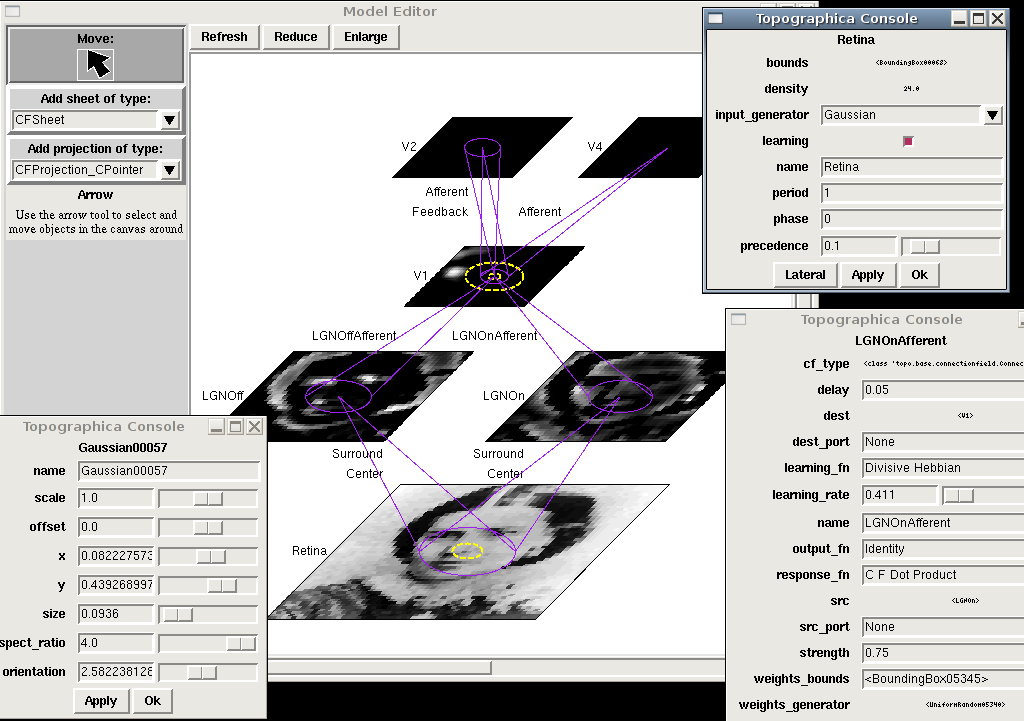 Model Editor
Move:
Refresh
Reduce
Enlarge
Add sheet of type:
CFSheet
Add projection of type:
CFProjection_CPointer
Arrow
Use the arrow tool to select and
move objects in the canvas around
V2
V4
Afferent
Feedback
Afferent
V1
LGNOffAfferent
LGNOnAfferent
LGNOff
LGNOn
Surround
Center
Surround
Center
Retina
Topographica Console
Retina
bounds
<BoundingBox00068>
density
24.0
input_generator
Gaussian
learning
name
Retina
period
1
phase
0
precedence
0.1
Lateral
Apply
Ok
Topographica Console
Gaussian00057
name
Gaussian00057
scale
1.0
offset
0.0
x
0.082227573
y
0.439268997
size
0.0936
spect_ratio
4.0
orientation
2.582238128
Apply
Ok
Topographica Console
LGNOnAfferent
cf_type
<class 'topo.base.connectionfield.Connec
delay
0.05
dest
<V1>
dest_port
None
learning_fn
Divisive Hebbian
learning_rate
0.411
name
LGNOnAfferent
output_fn
Identity
response_fn
C F Dot Product
src
<LGNOn>
src_port
None
strength
0.75
weights_bounds
<BoundingBox05345>
weights_generator
<UniformRandom05340>